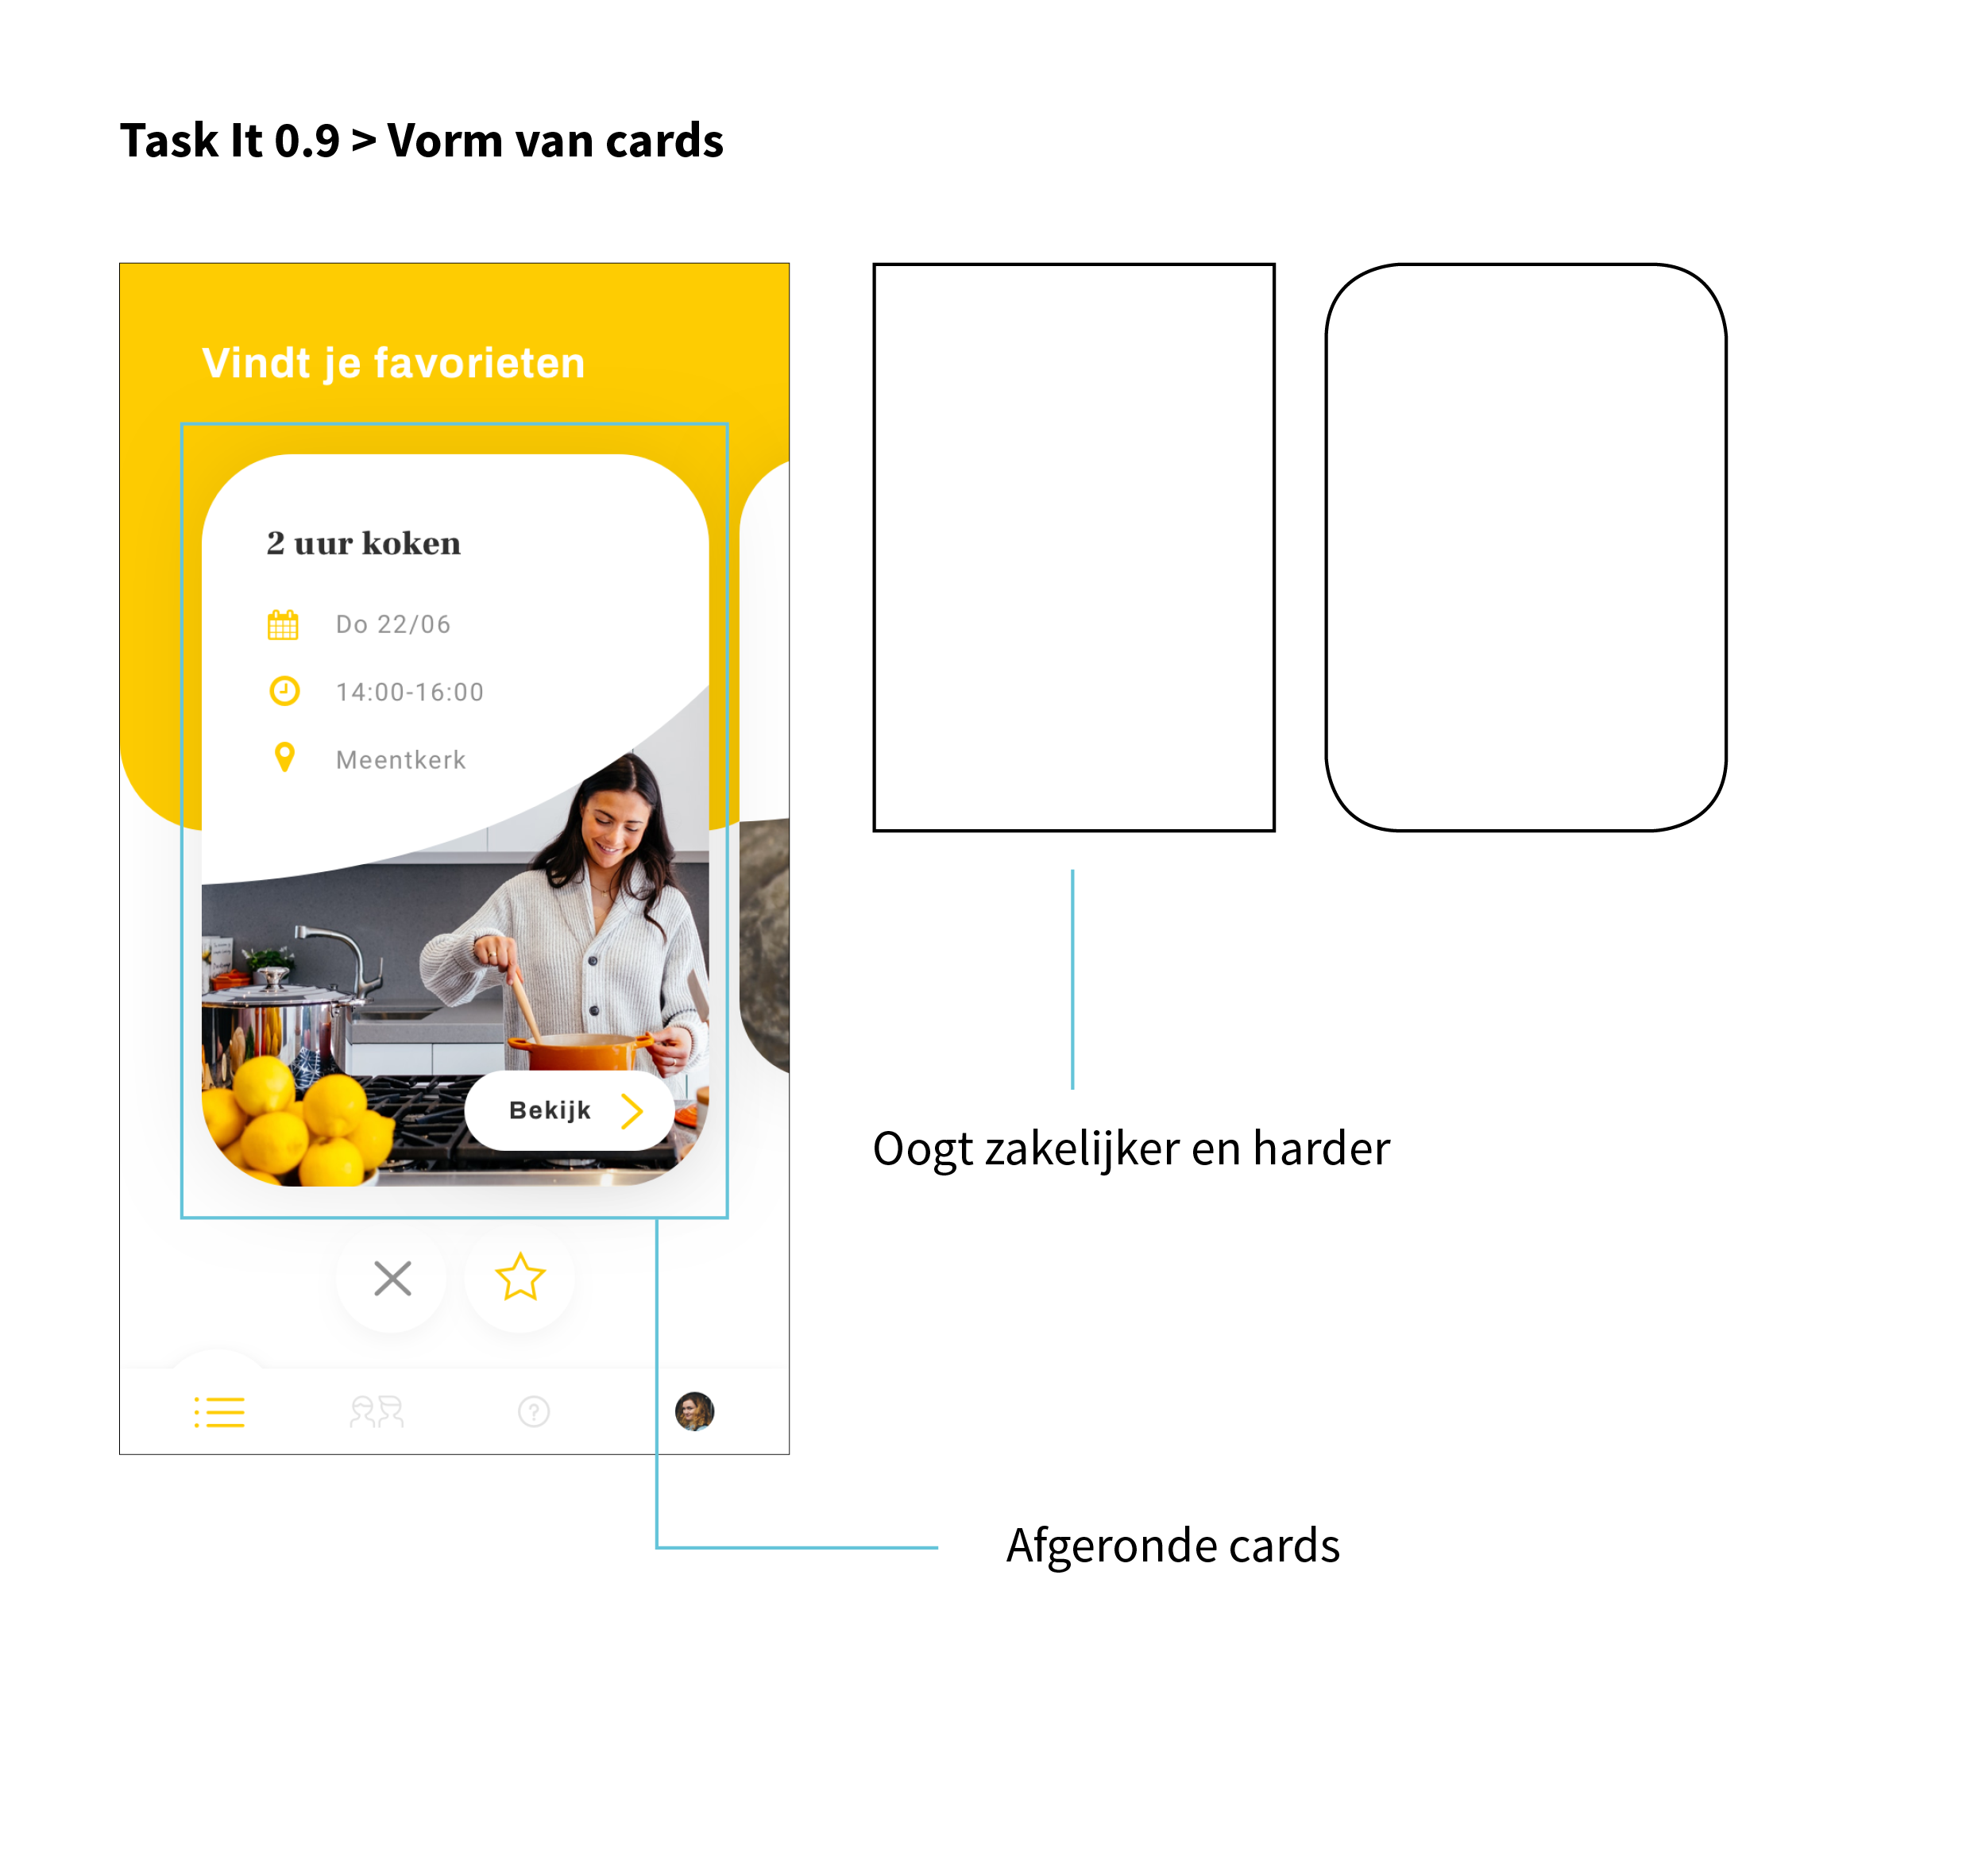 Task It 0.9 > Vorm van cards
Vindt je favorieten
2 uur koken
Do 22/06
14:00-16:00
Meentkerk
Bekijk
Oogt zakelijker en harder
Afgeronde cards